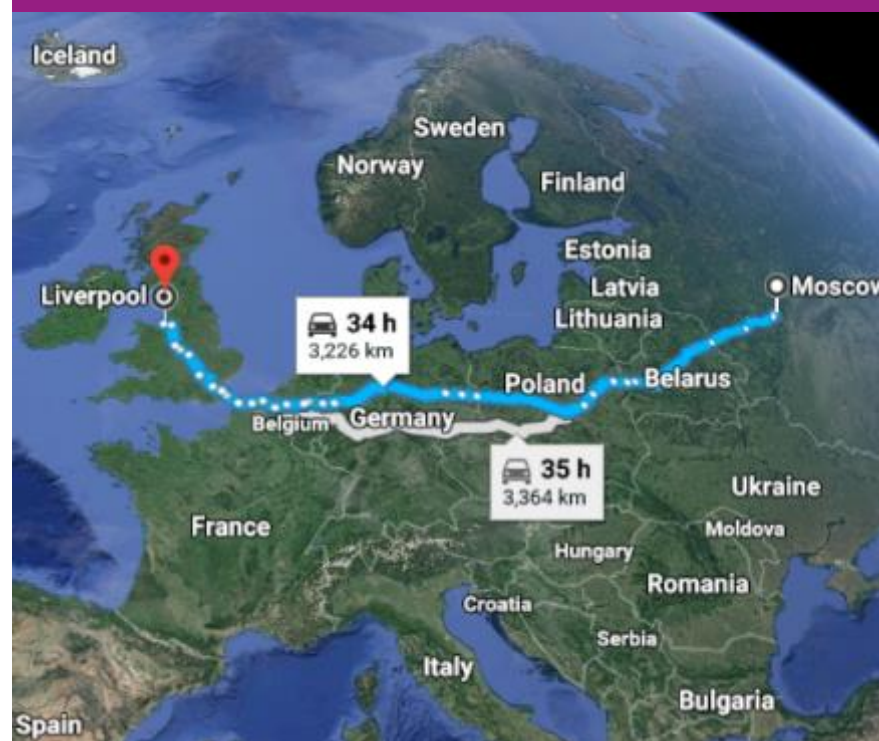 Iceland
Sweden
Norway
Finland
Estonia
Latvia
Lithuania
Moscow
Liverpool
34 h
3,226 km
Poland
Belarus
Belgium
Germany
35 h
3,364 km
Ukraine
France
Moldova
Hungary
Romania
Croatia
Serbia
Italy
Bulgaria
Spain